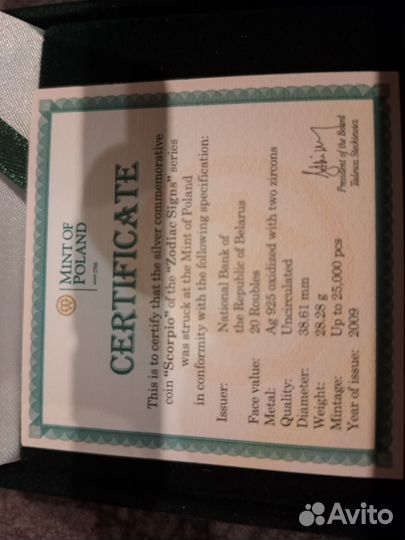 MINT OF
POLAND
CERTIFICATE
This is to certify that the silver commemorative
coin "Scorpio" of the "Zodiac Signs" series
was struck at the Mint of Poland
in conformity with the following specification:
Issuer: National Bank of
the Republic of Belarus
Face value: 20 Roubles
Metal: Ag 925 oxidized with two zircons
Quality: Uncirculated
Diameter: 38.61 mm
Weight: 28.28 g
Mintage: Up to 25,000 pcs
Year of issue: 2009
President of the Board
Tadeusz Steckiewicz
Avito